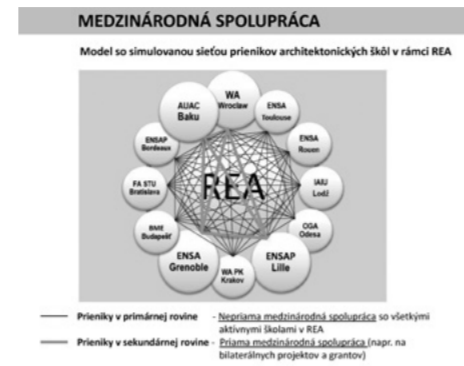 MEDZINÁRODNÁ SPOLUPRÁCA
Model so simulovanou sieťou prienikov architektonických škôl v rámci REA
WA
Wroclaw
AUAC
Baku
ENSA
Toulouse
ENSAP
Bordeaux
ENSA
Rouen
FA STU
Bratislava
REA
IAIU
Lodž
BME
Budapešť
OGA
Odesa
ENSA
Grenoble
WA PK
Krakov
ENSAP
Lille
Prieniky v primárnej rovine - Nepriama medzinárodná spolupráca so všetkými
aktívnymi školami v REA
Prieniky v sekundárnej rovine - Priama medzinárodná spolupráca (napr. na
bilaterálnych projektov a grantov)